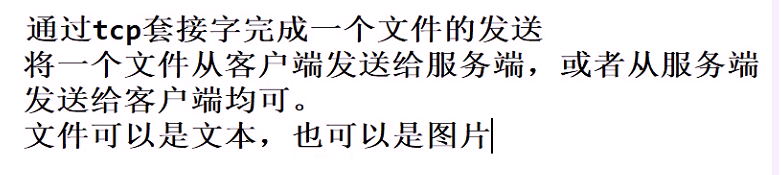 通过tcp套接字完成一个文件的发送
将一个文件从客户端发送给服务端，或者从服务端
发送给客户端均可。
文件可以是文本，也可以是图片